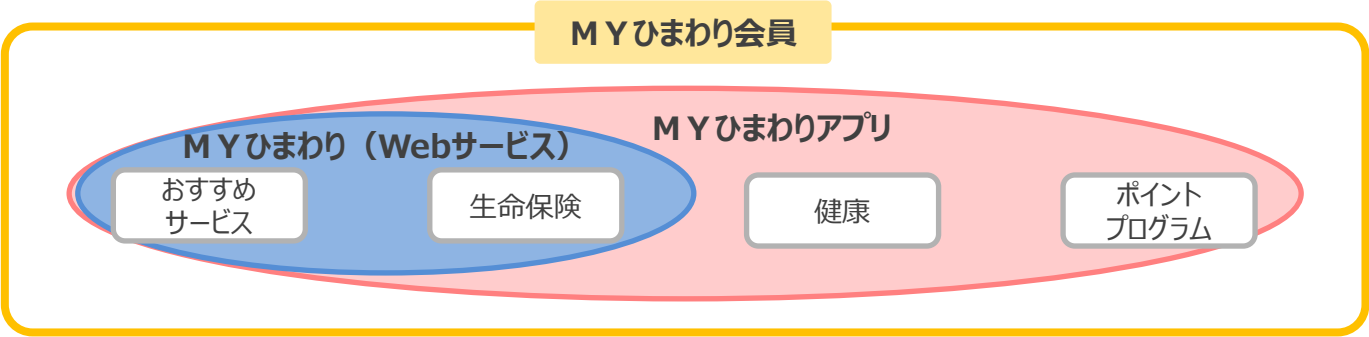 ＭＹひまわり会員
ＭＹひまわりアプリ
ＭＹひまわり（Webサービス）
おすすめ
サービス
生命保険
健康
ポイント
プログラム